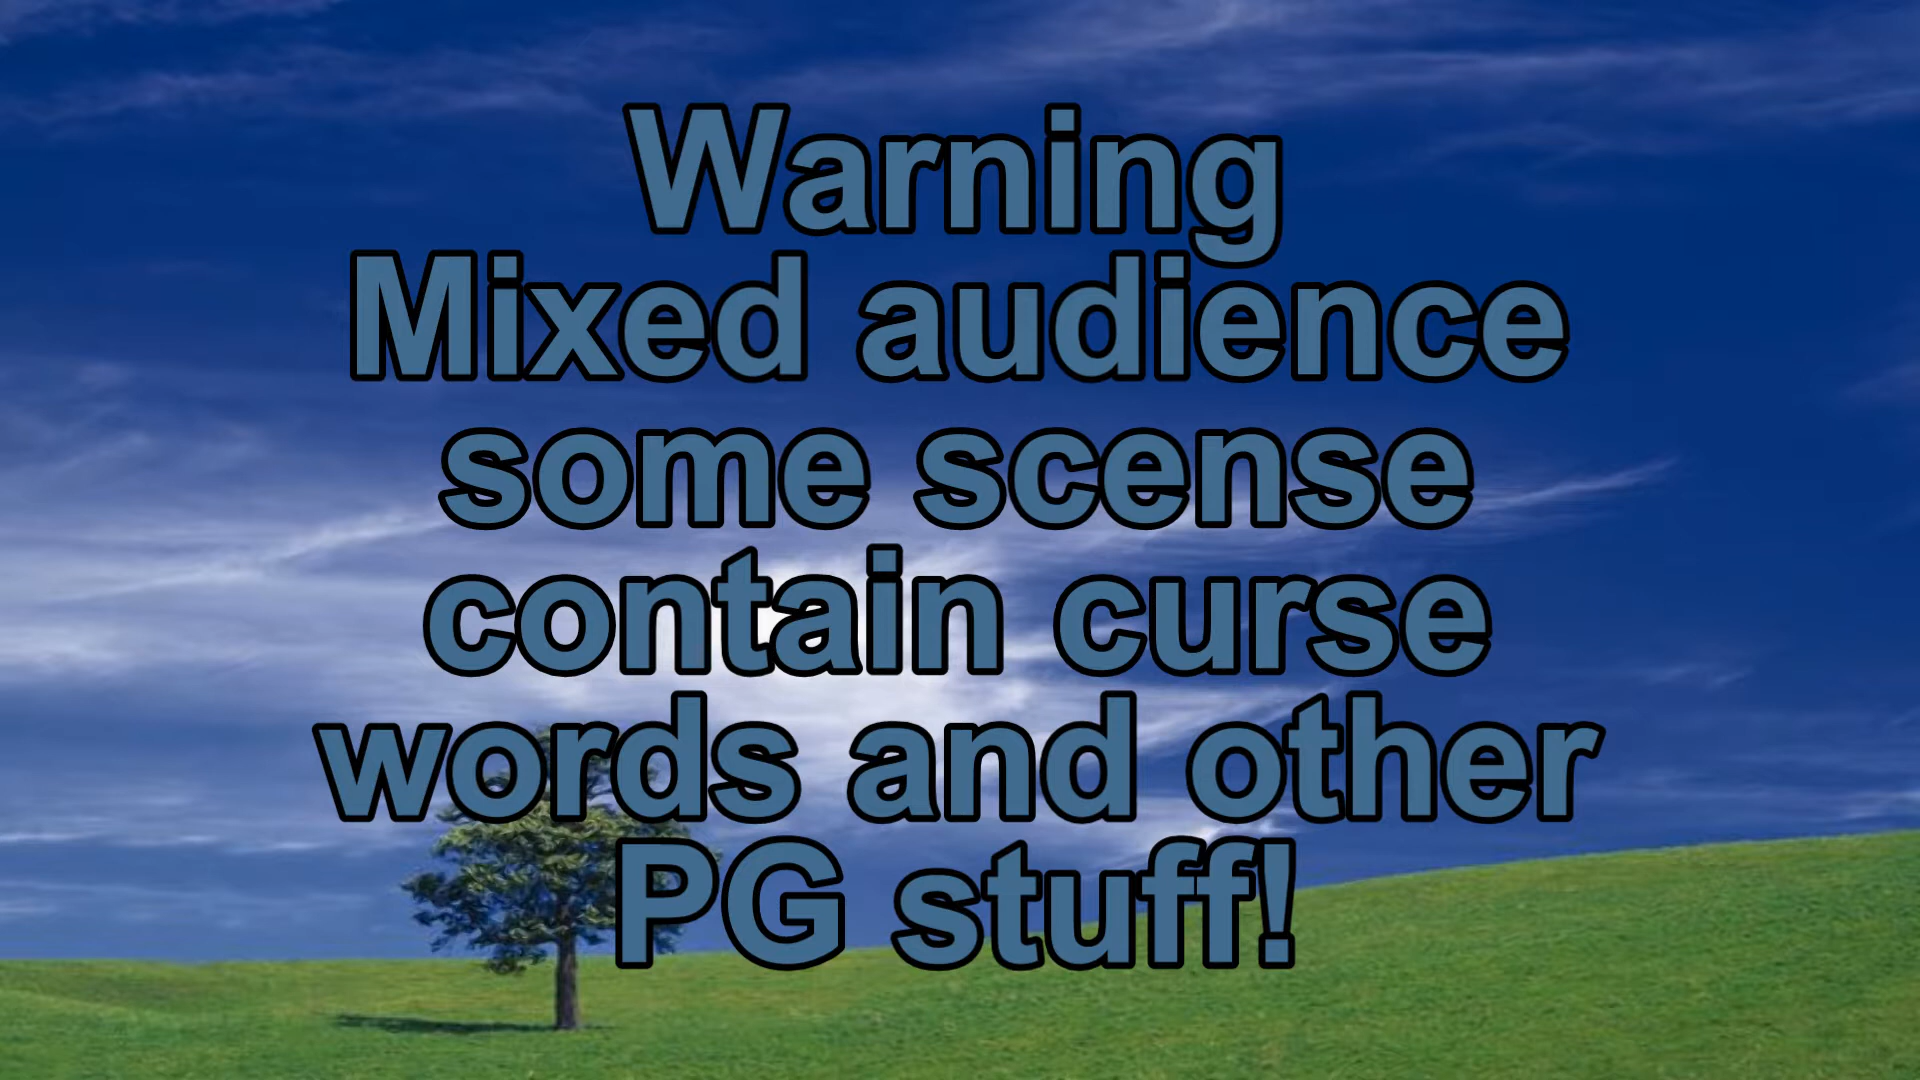 Warning
Mixed audience
some scense
contain curse
words and other
PG stuff!